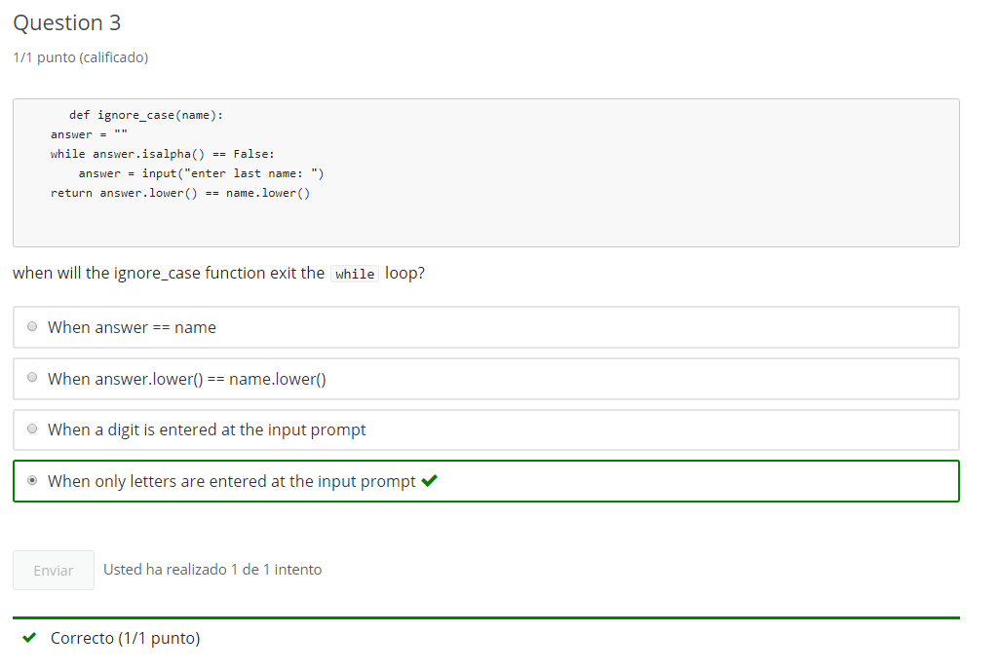 Question 3
1/1 punto (calificado)
def ignore_case(name):
answer = ""
while answer.isalpha() == False:
answer = input("enter last name: ")
return answer.lower() == name.lower()
when will the ignore_case function exit the while loop?
When answer == name
When answer.lower() == name.lower()
When a digit is entered at the input prompt
When only letters are entered at the input prompt
Enviar Usted ha realizado 1 de 1 intento
Correcto (1/1 punto)